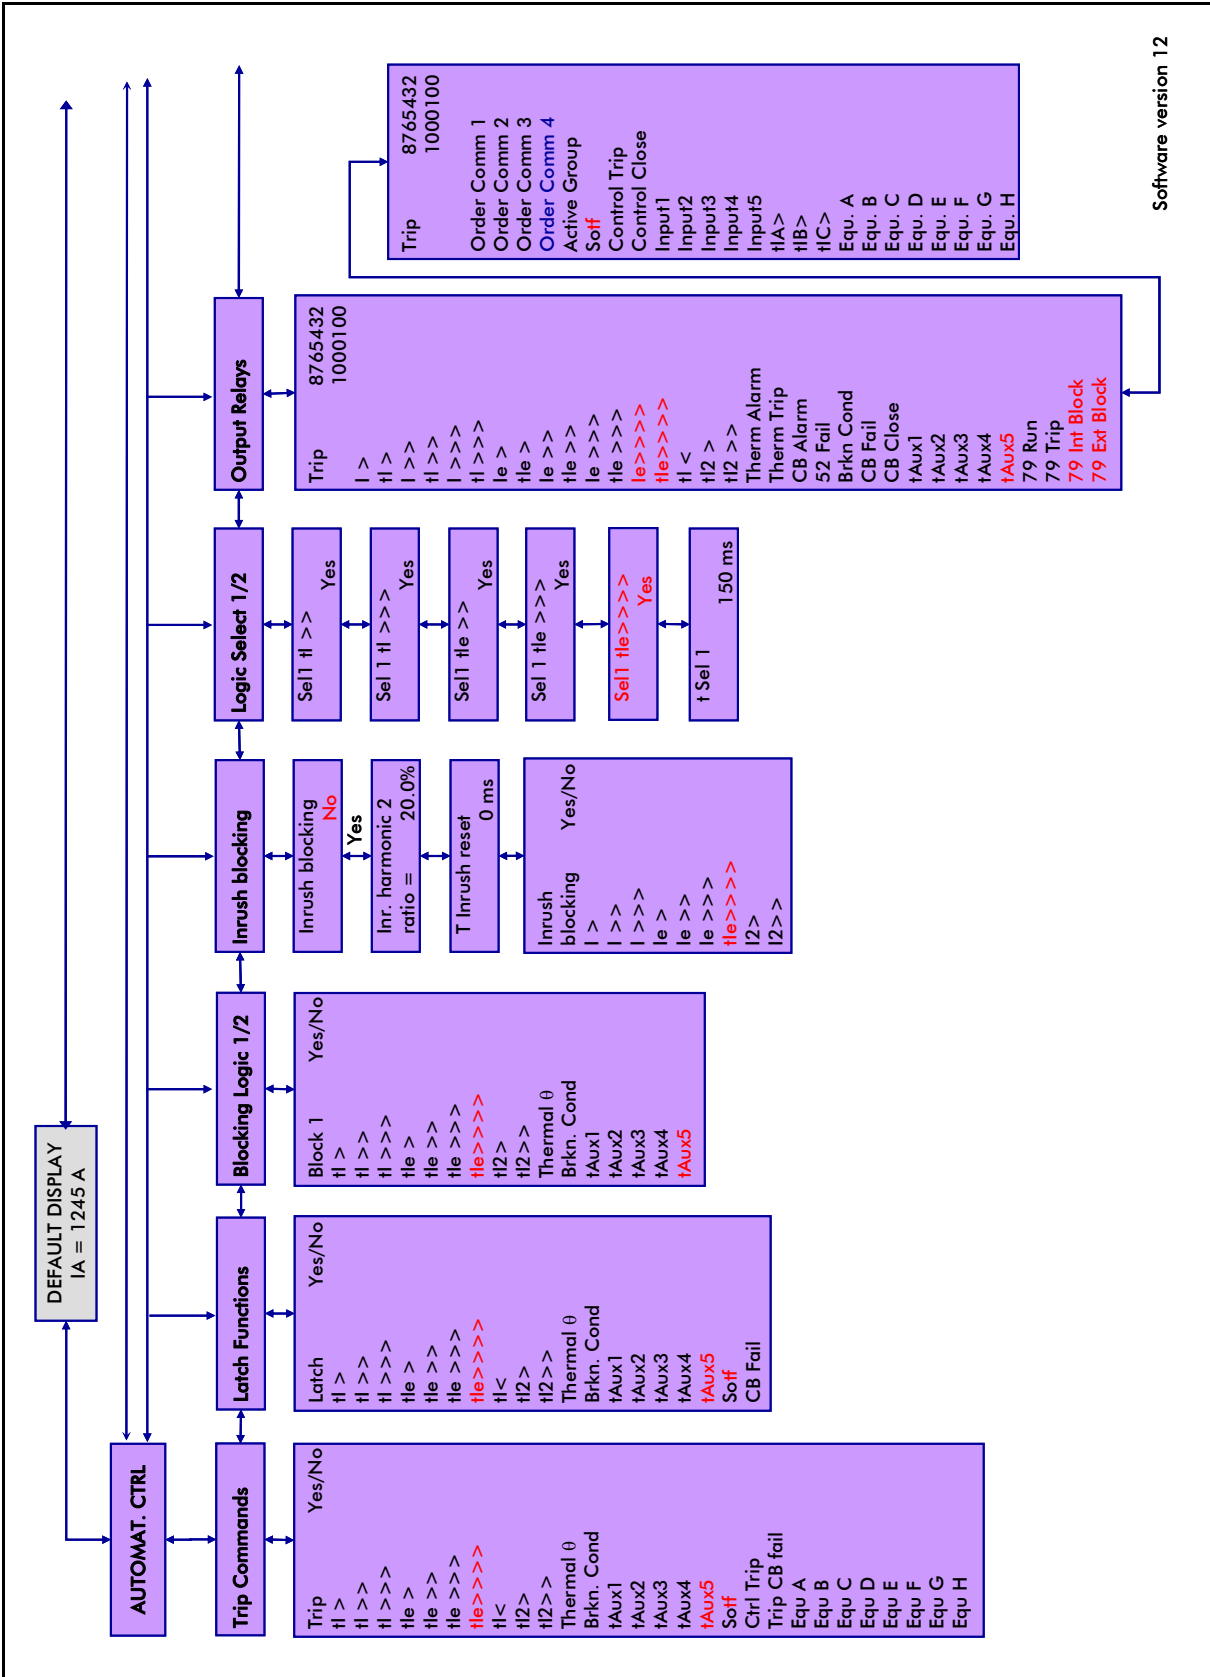 DEFAULT DISPLAY
IA = 1245 A
AUTOMAT. CTRL
Trip Commands
Trip Yes/No
tI >
tI >>
tI >>>
tIe >
tIe >>
tIe >>>
tIe>>>>
tI<
tI2>
tI2>>
Thermal θ
Brkn. Cond
tAux1
tAux2
tAux3
tAux4
tAux5
Sotf
Ctrl Trip
Trip CB fail
Equ A
Equ B
Equ C
Equ D
Equ E
Equ F
Equ G
Equ H
Latch Functions
Latch Yes/No
tI >
tI >>
tI >>>
tIe >
tIe >>
tIe >>>
tIe>>>>
tI<
tI2>
tI2>>
Thermal θ
Brkn. Cond
tAux1
tAux2
tAux3
tAux4
tAux5
Sotf
CB Fail
Blocking Logic 1/2
Block 1 Yes/No
tI >
tI >>
tI >>>
tIe >
tIe >>
tIe >>>
tIe>>>>
tI2>
tI2>>
Thermal θ
Brkn. Cond
tAux1
tAux2
tAux3
tAux4
tAux5
Inrush blocking
Inrush blocking
No
Yes
Inr. harmonic 2
ratio = 20.0%
T Inrush reset
0 ms
Inrush
blocking Yes/No
I >
I >>
I >>>
Ie >
Ie >>
Ie >>>
tIe>>>>
I2>
I2>>
Logic Select 1/2
Sel1 tI >>
Yes
Sel 1 tI >>>
Yes
Sel1 tIe >>
Yes
Sel 1 tIe >>>
Yes
Sel1 tIe>>>>
Yes
t Sel 1
150 ms
Output Relays
Trip 8765432
1000100
I >
tI >
I >>
tI >>
I >>>
tI >>>
Ie >
tIe >
Ie >>
tIe >>
Ie >>>
tIe >>>
Ie>>>>
tIe>>>>
tI <
tI2 >
tI2 >>
Therm Alarm
Therm Trip
CB Alarm
52 Fail
Brkn Cond
CB Fail
CB Close
tAux1
tAux2
tAux3
tAux4
tAux5
79 Run
79 Trip
79 Int Block
79 Ext Block
Trip 8765432
1000100
Order Comm 1
Order Comm 2
Order Comm 3
Order Comm 4
Active Group
Sotf
Control Trip
Control Close
Input1
Input2
Input3
Input4
Input5
tIA>
tIB>
tIC>
Equ. A
Equ. B
Equ. C
Equ. D
Equ. E
Equ. F
Equ. G
Equ. H
Software version 12